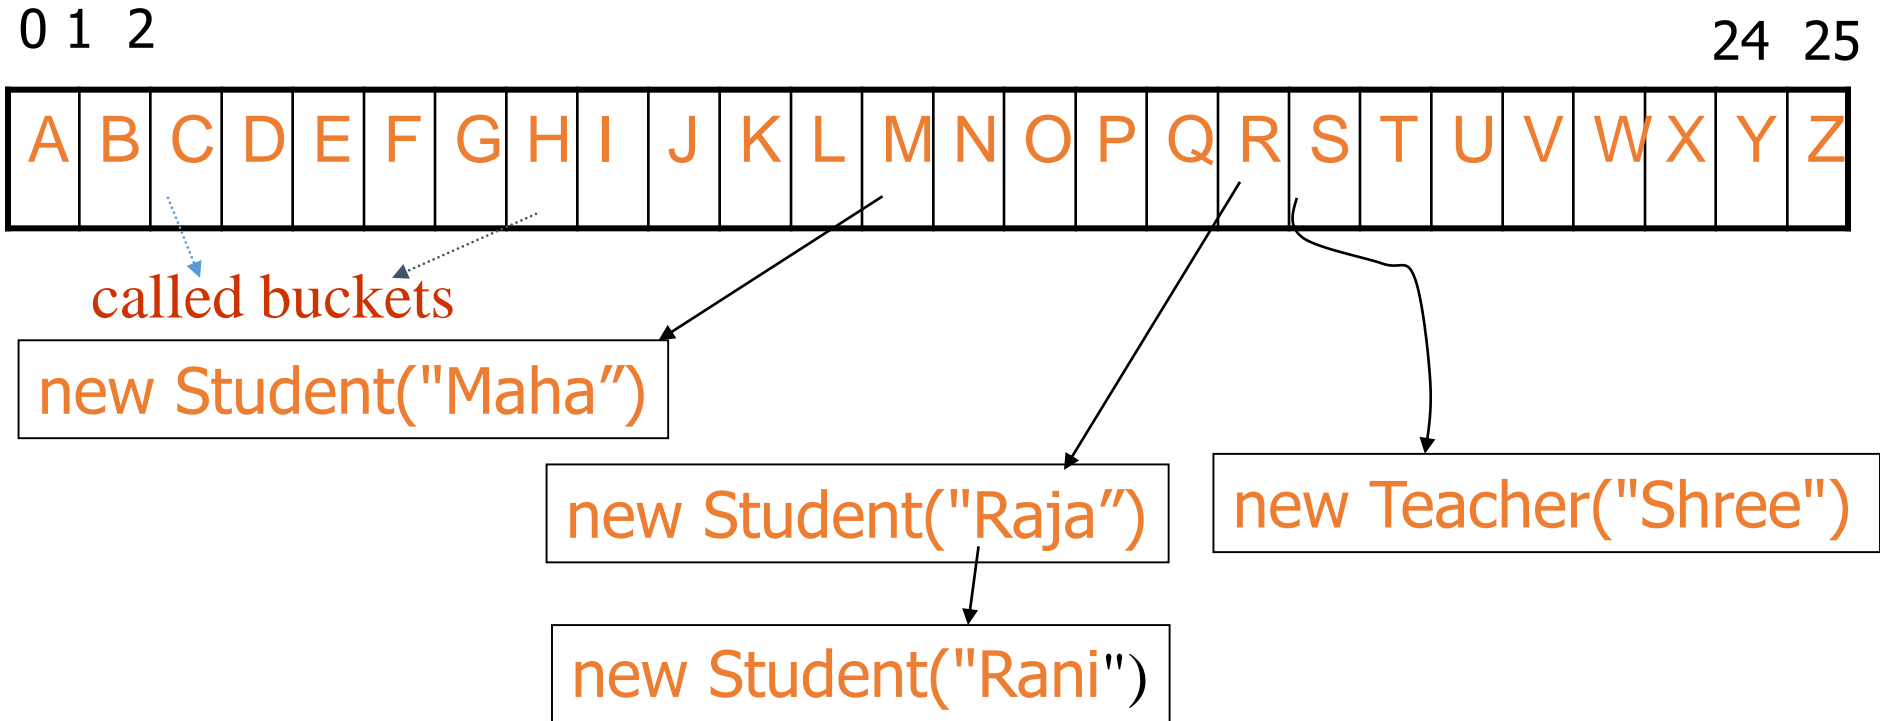 0 1 2 24 25
A B C D E F G H I J K L M N O P Q R S T U V W X Y Z
called buckets
new Student("Maha”)
new Student("Raja”)
new Teacher("Shree")
new Student("Rani")